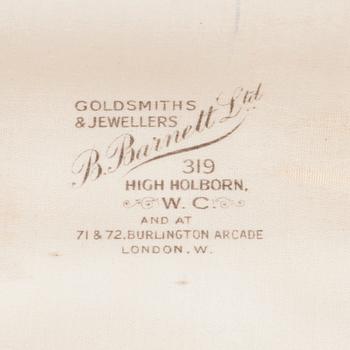 GOLDSMITHS
& JEWELLERS
B. Barnett Ltd
319
HIGH HOLBORN,
W.C.
AND AT
71 & 72, BURLINGTON ARCADE
LONDON. W.